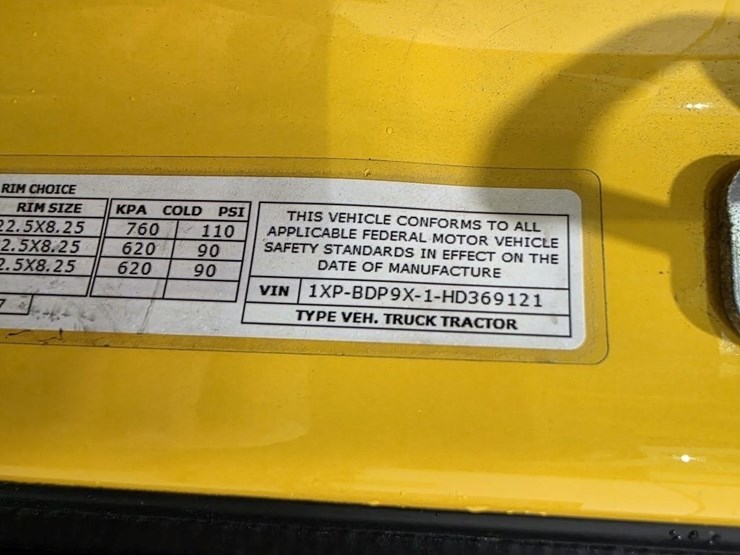 RIM CHOICE
RIM SIZE KPA COLD PSI
22.5X8.25 760 110
2.5X8.25 620 90
2.5X8.25 620 90
7
THIS VEHICLE CONFORMS TO ALL
APPLICABLE FEDERAL MOTOR VEHICLE
SAFETY STANDARDS IN EFFECT ON THE
DATE OF MANUFACTURE
VIN 1XP-BDP9X-1-HD369121
TYPE VEH. TRUCK TRACTOR